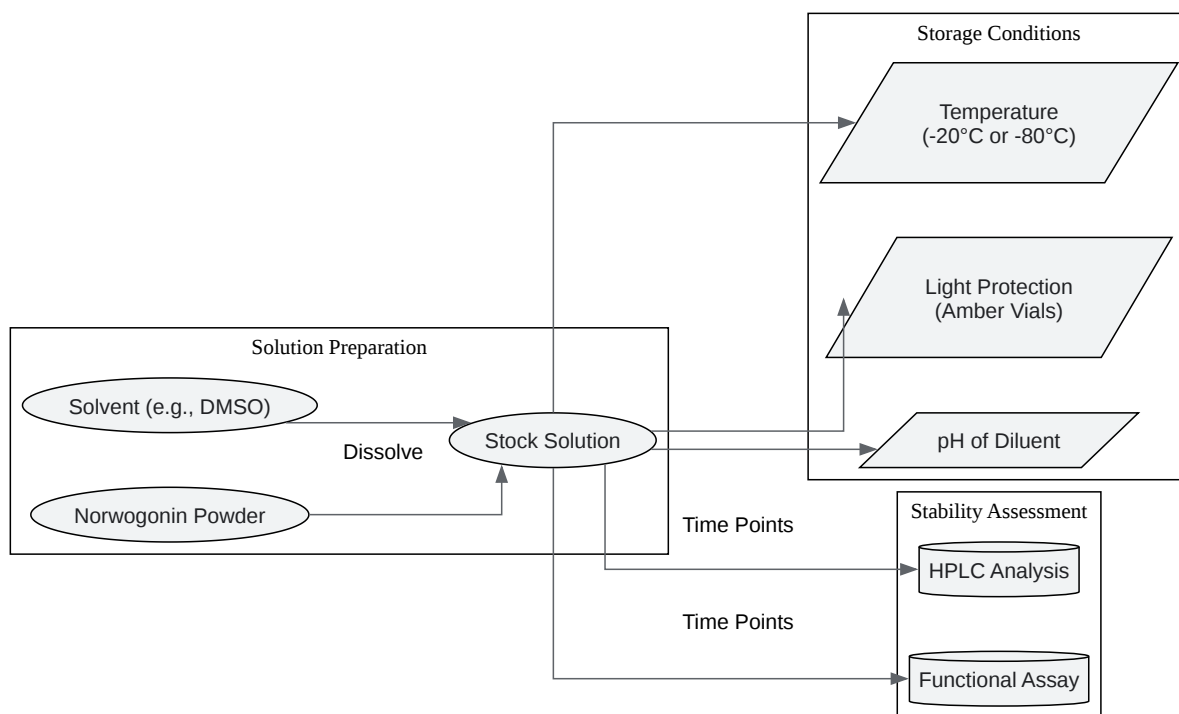 Storage Conditions
Temperature
(-20°C or -80°C)
Light Protection
(Amber Vials)
pH of Diluent
Solution Preparation
Solvent (e.g., DMSO)
Dissolve
Stock Solution
Norwogonin Powder
Time Points
Time Points
Stability Assessment
HPLC Analysis
Functional Assay